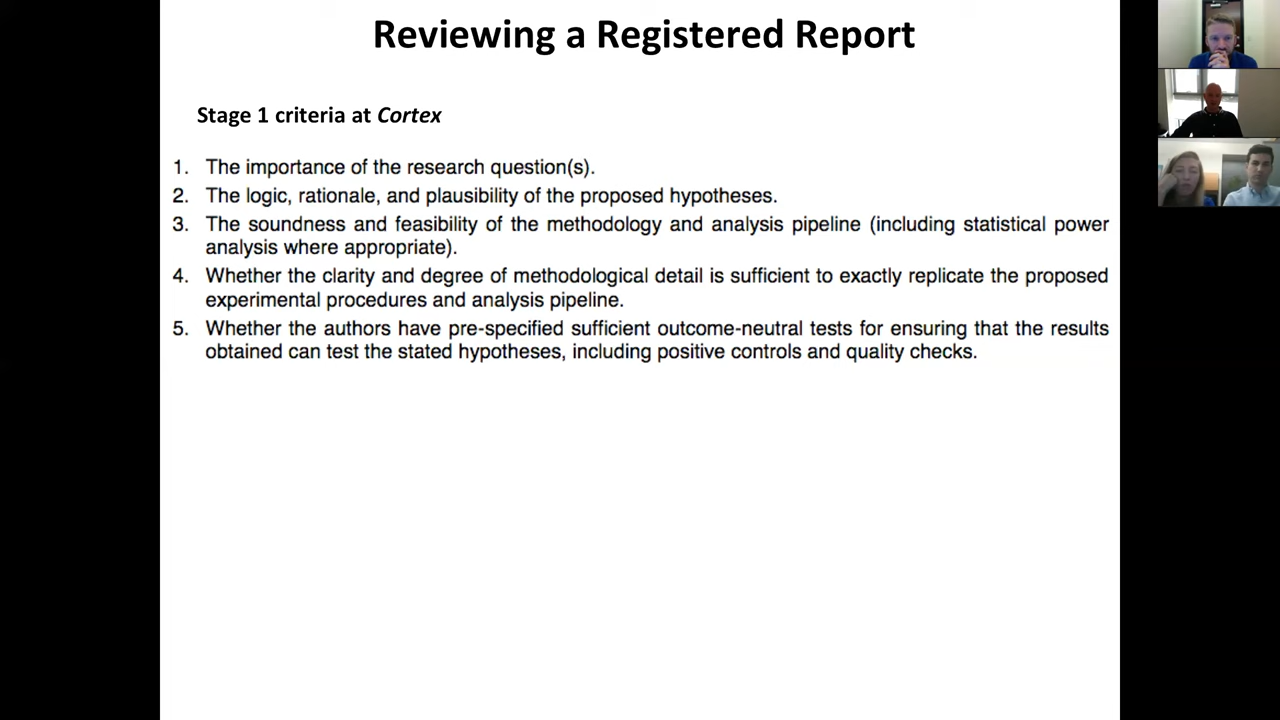 Reviewing a Registered Report
Stage 1 criteria at Cortex
1. The importance of the research question(s).
2. The logic, rationale, and plausibility of the proposed hypotheses.
3. The soundness and feasibility of the methodology and analysis pipeline (including statistical power
analysis where appropriate).
4. Whether the clarity and degree of methodological detail is sufficient to exactly replicate the proposed
experimental procedures and analysis pipeline.
5. Whether the authors have pre-specified sufficient outcome-neutral tests for ensuring that the results
obtained can test the stated hypotheses, including positive controls and quality checks.